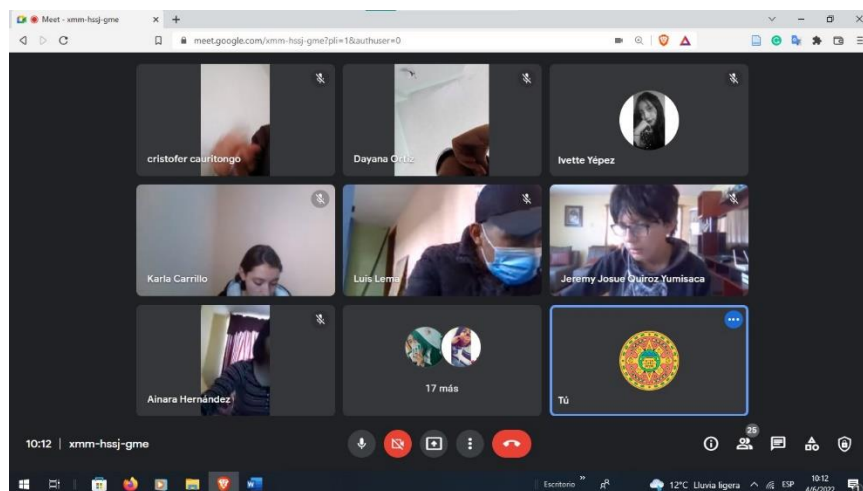 Meet - xmm-hssj-gme
meet.google.com/xmm-hssj-gme?pli=1&authuser=0
cristofer cauritongo
Dayana Ortiz
Ivette Yépez
Karla Carrillo
Luis Lema
Jeremy Josue Quiroz Yumisaca
Ainara Hernández
17 más
Tú
10:12 | xmm-hssj-gme
25
Escritorio
12°C Lluvia ligera
ESP
10:12
4/6/2022